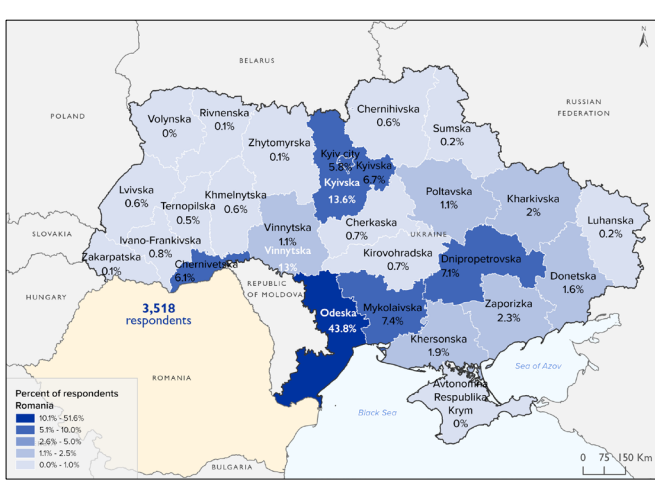 N
BELARUS
POLAND
RUSSIAN
FEDERATION
Volynska
0%
Rivnenska
0.1%
Zhytomyrska
0.1%
Chernihivska
0.6%
Sumska
0.2%
Kyiv city
5.8%
Kyivska
6.7%
Kyivska
13.6%
Lvivska
0.6%
Ternopilska
0.5%
Khmelnytska
0.6%
Poltavska
1.1%
Kharkivska
2%
Luhanska
0.2%
SLOVAKIA
Ivano-Frankivska
0.8%
Vinnytska
1.1%
Vinnytska
13%
Cherkaska
0.7%
UKRAINE
Kirovohradska
0.7%
Dnipropetrovska
7.1%
Donetska
1.6%
Zakarpatska
0.1%
Chernivetska
6.1%
HUNGARY
REPUBLIC
OF MOLDOVA
3,518
respondents
Odeska
43.8%
Mykolaivska
7.4%
Zaporizka
2.3%
Khersonska
1.9%
Sea of Azov
ROMANIA
Avtonomna
Respublika
Krym
0%
Black Sea
BULGARIA
Percent of respondents
Romania
10.1% - 51.6%
5.1% - 10.0%
2.6% - 5.0%
1.1% - 2.5%
0.0% - 1.0%
0 75 150 Km